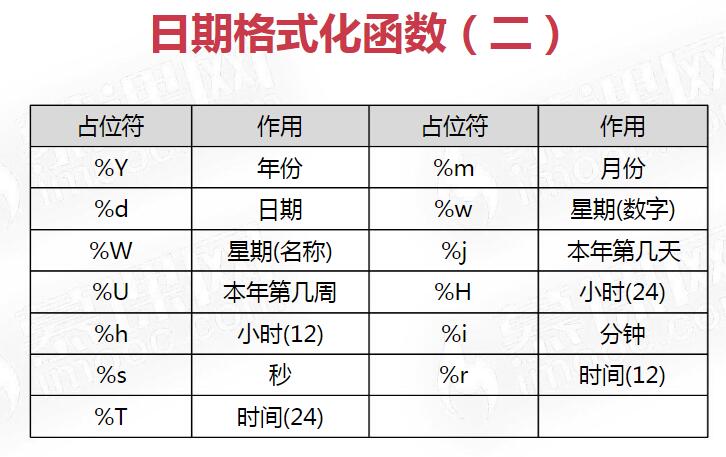 日期格式化函数（二）
占位符 作用 占位符 作用
%Y 年份 %m 月份
%d 日期 %w 星期(数字)
%W 星期(名称) %j 本年第几天
%U 本年第几周 %H 小时(24)
%h 小时(12) %i 分钟
%s 秒 %r 时间(12)
%T 时间(24)